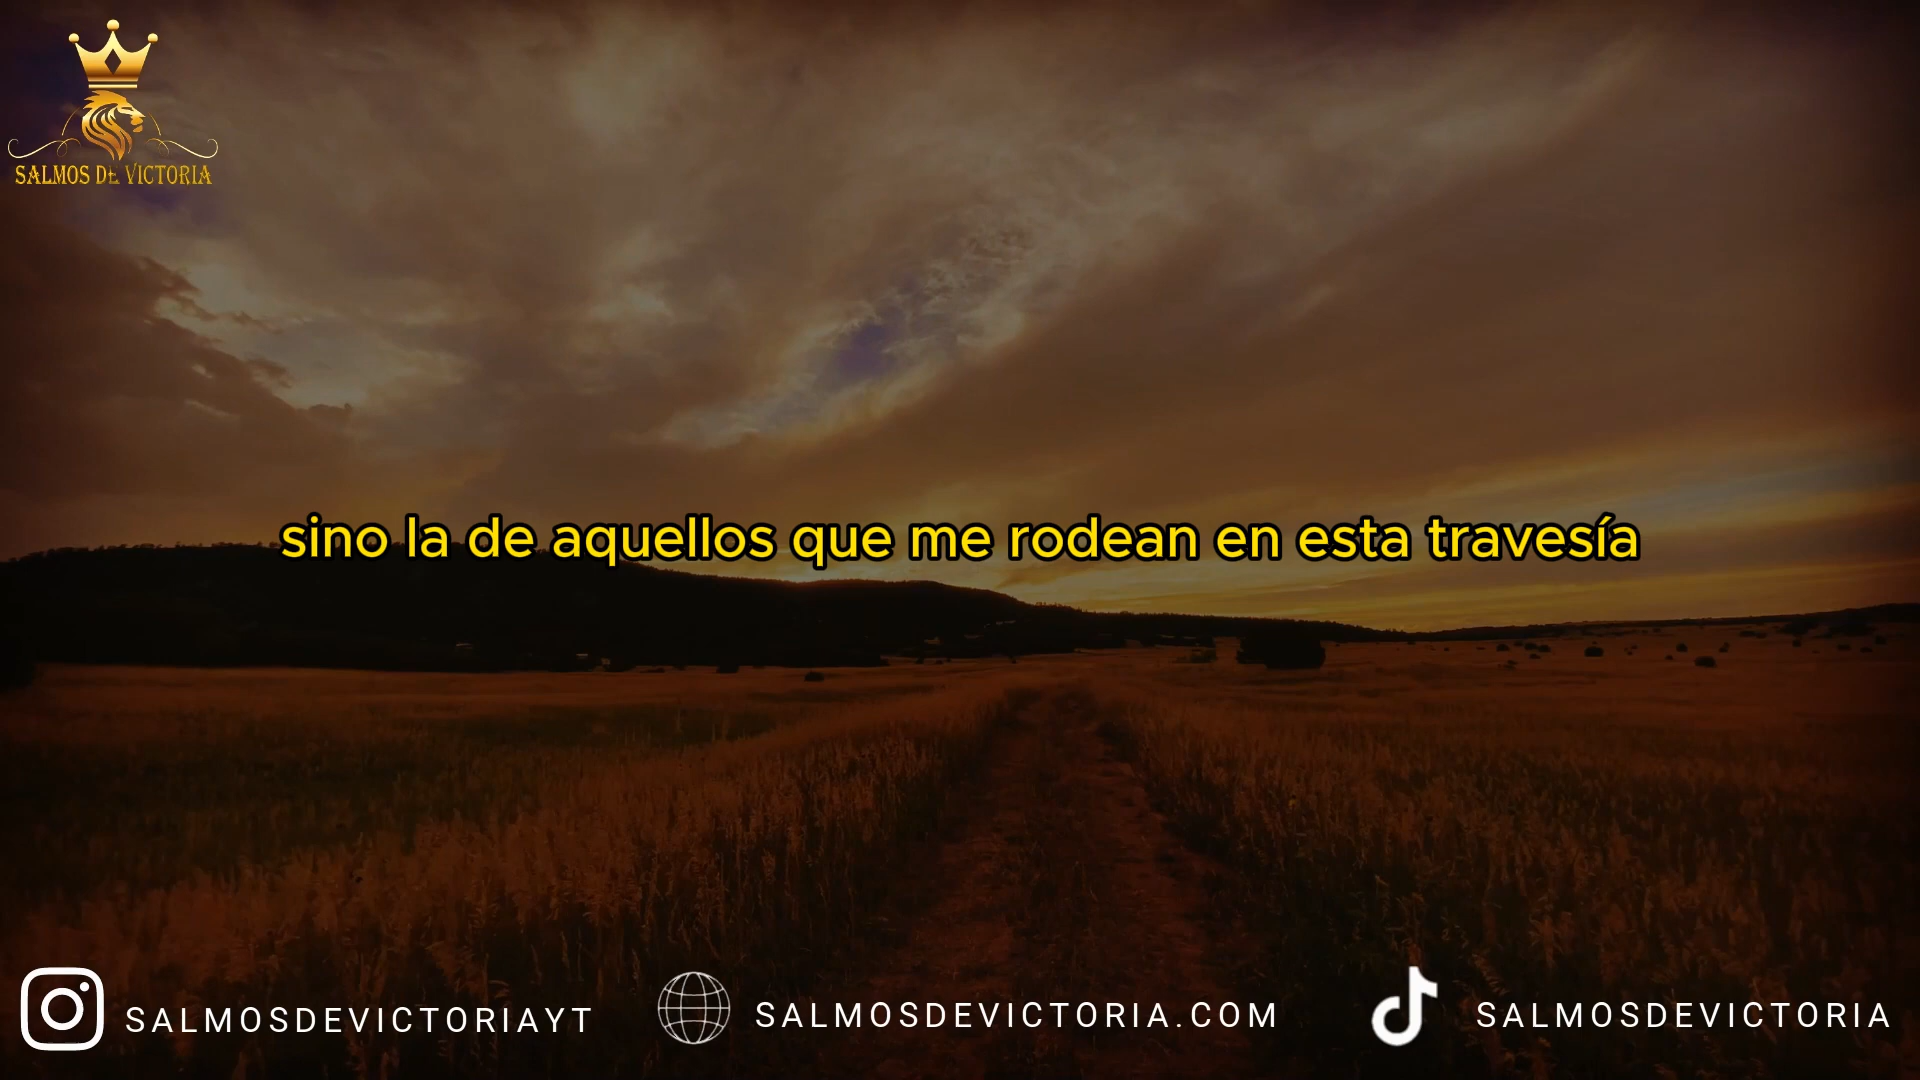 SALMOS DE VICTORIA
sino la de aquellos que me rodean en esta travesía
SALMOSDEVICTORIAYT
SALMOSDEVICTORIA.COM
SALMOSDEVICTORIA